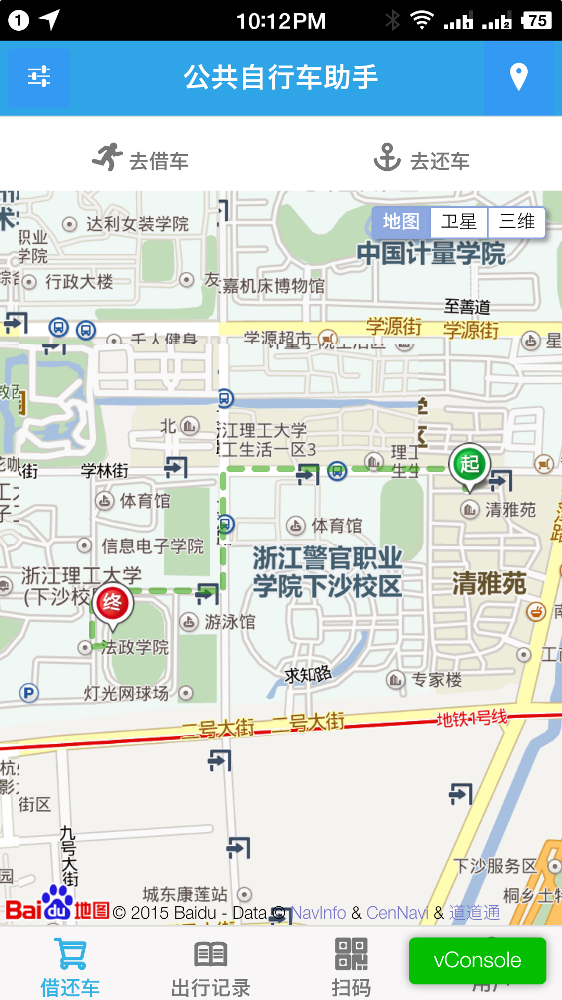 1
10:12PM
1
2
75
公共自行车助手
去借车
去还车
地图
卫星
三维
达利女装学院
职业
学院
中国计量学院
行政大楼
友嘉机床博物馆
至善道
学源街
学源街
千人健身
学源超市
星
北
浙江理工大学
工生活一区3
理工
学林街
体育馆
起
清雅苑
体育馆
信息电子学院
浙江警官职业
学院下沙校区
清雅苑
浙江理工大学
(下沙校区
终
游泳馆
法政学院
求知路
专家楼
P
灯光网球场
二号大街
二号大街
地铁1号线
街区
九号大街
下沙服务区
城东康莲站
桐乡土特
Bai du 地图
© 2015 Baidu - Data © NavInfo & CenNavi & 道道通
借还车
出行记录
扫码
用户
vConsole